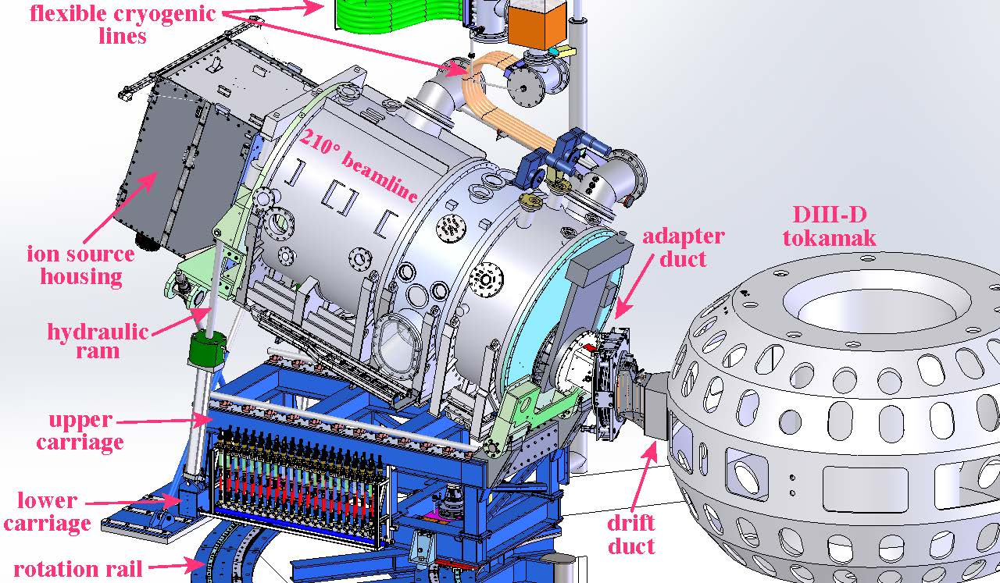 flexible cryogenic
lines
210° beamline
DIII-D
tokamak
adapter
duct
ion source
housing
hydraulic
ram
upper
carriage
lower
carriage
drift
duct
rotation rail